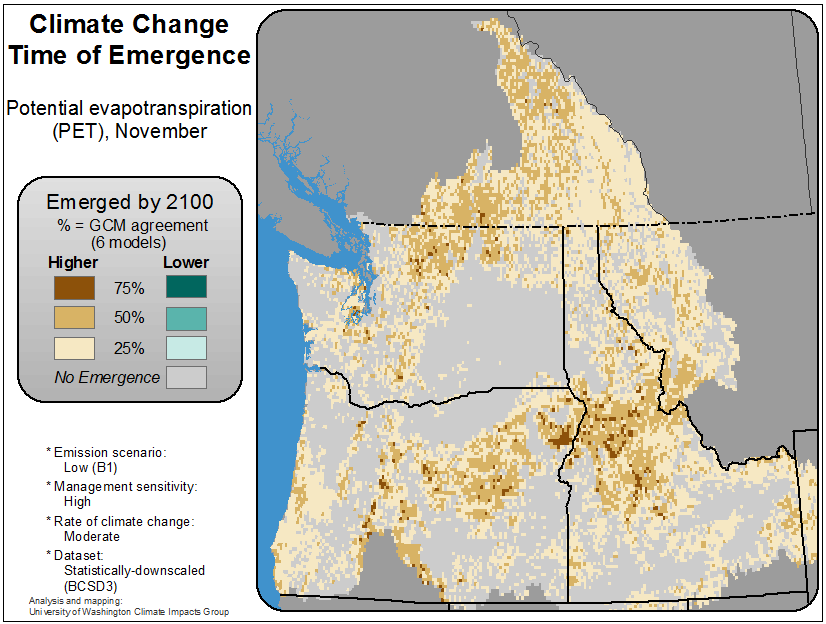 Climate Change
Time of Emergence
Potential evapotranspiration
(PET), November
Emerged by 2100
% = GCM agreement
(6 models)
Higher Lower
75%
50%
25%
No Emergence
* Emission scenario:
Low (B1)
* Management sensitivity:
High
* Rate of climate change:
Moderate
* Dataset:
Statistically-downscaled
(BCSD3)
Analysis and mapping:
University of Washington Climate Impacts Group